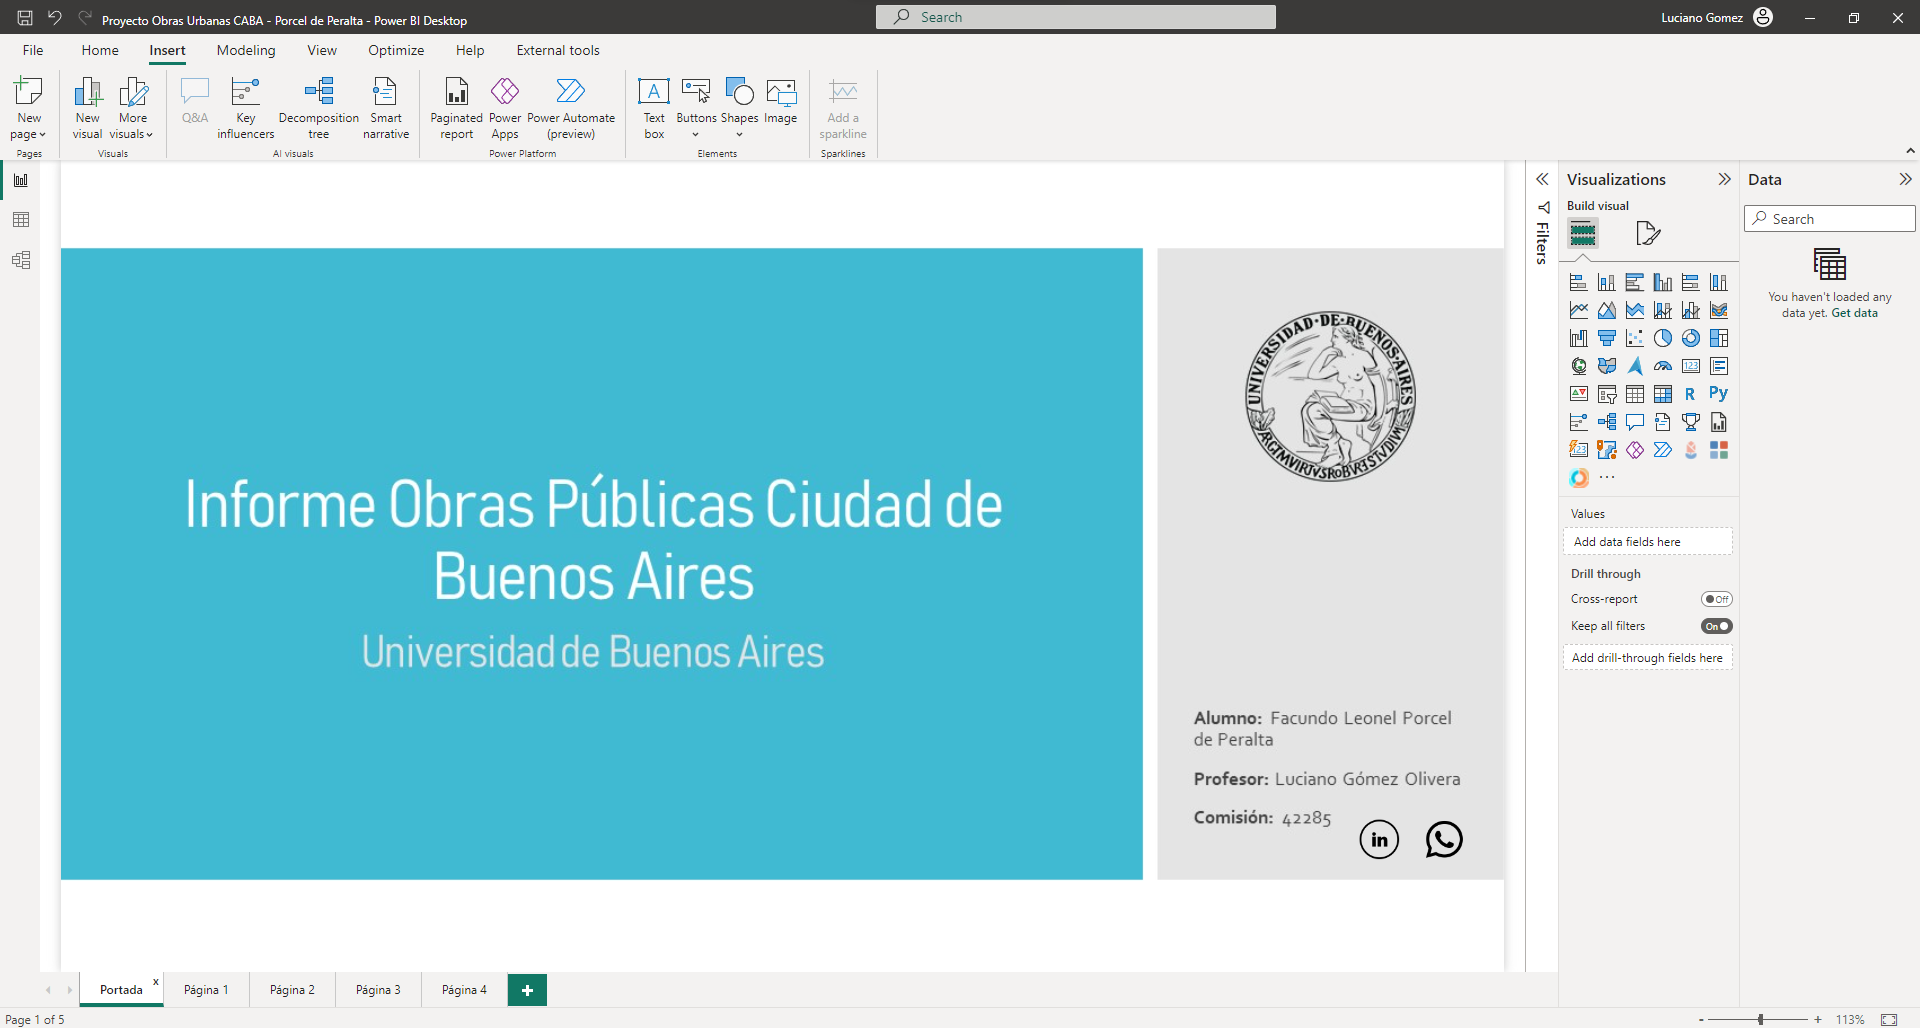 Proyecto Obras Urbanas CABA - Porcel de Peralta - Power BI Desktop
Search
Luciano Gomez
File
Home
Insert
Modeling
View
Optimize
Help
External tools
New page
New visual
More visuals
Q&A
Key influencers
Decomposition tree
Smart narrative
Paginated report
Power Apps
Power Automate (preview)
Text box
Buttons
Shapes
Image
Add a sparkline
Pages
Visuals
AI visuals
Power Platform
Elements
Sparklines
Informe Obras Públicas Ciudad de
Buenos Aires
Universidad de Buenos Aires
UNIVERSIDAD·DE·BUENOS·AIRES
Alumno: Facundo Leonel Porcel
de Peralta
Profesor: Luciano Gómez Olivera
Comisión: 42285
in
Filters
Visualizations
Build visual
123
R
Py
123
Values
Add data fields here
Drill through
Cross-report
Off
Keep all filters
On
Add drill-through fields here
Data
Search
You haven't loaded any
data yet. Get data
Portada
x
Página 1
Página 2
Página 3
Página 4
Page 1 of 5
113%